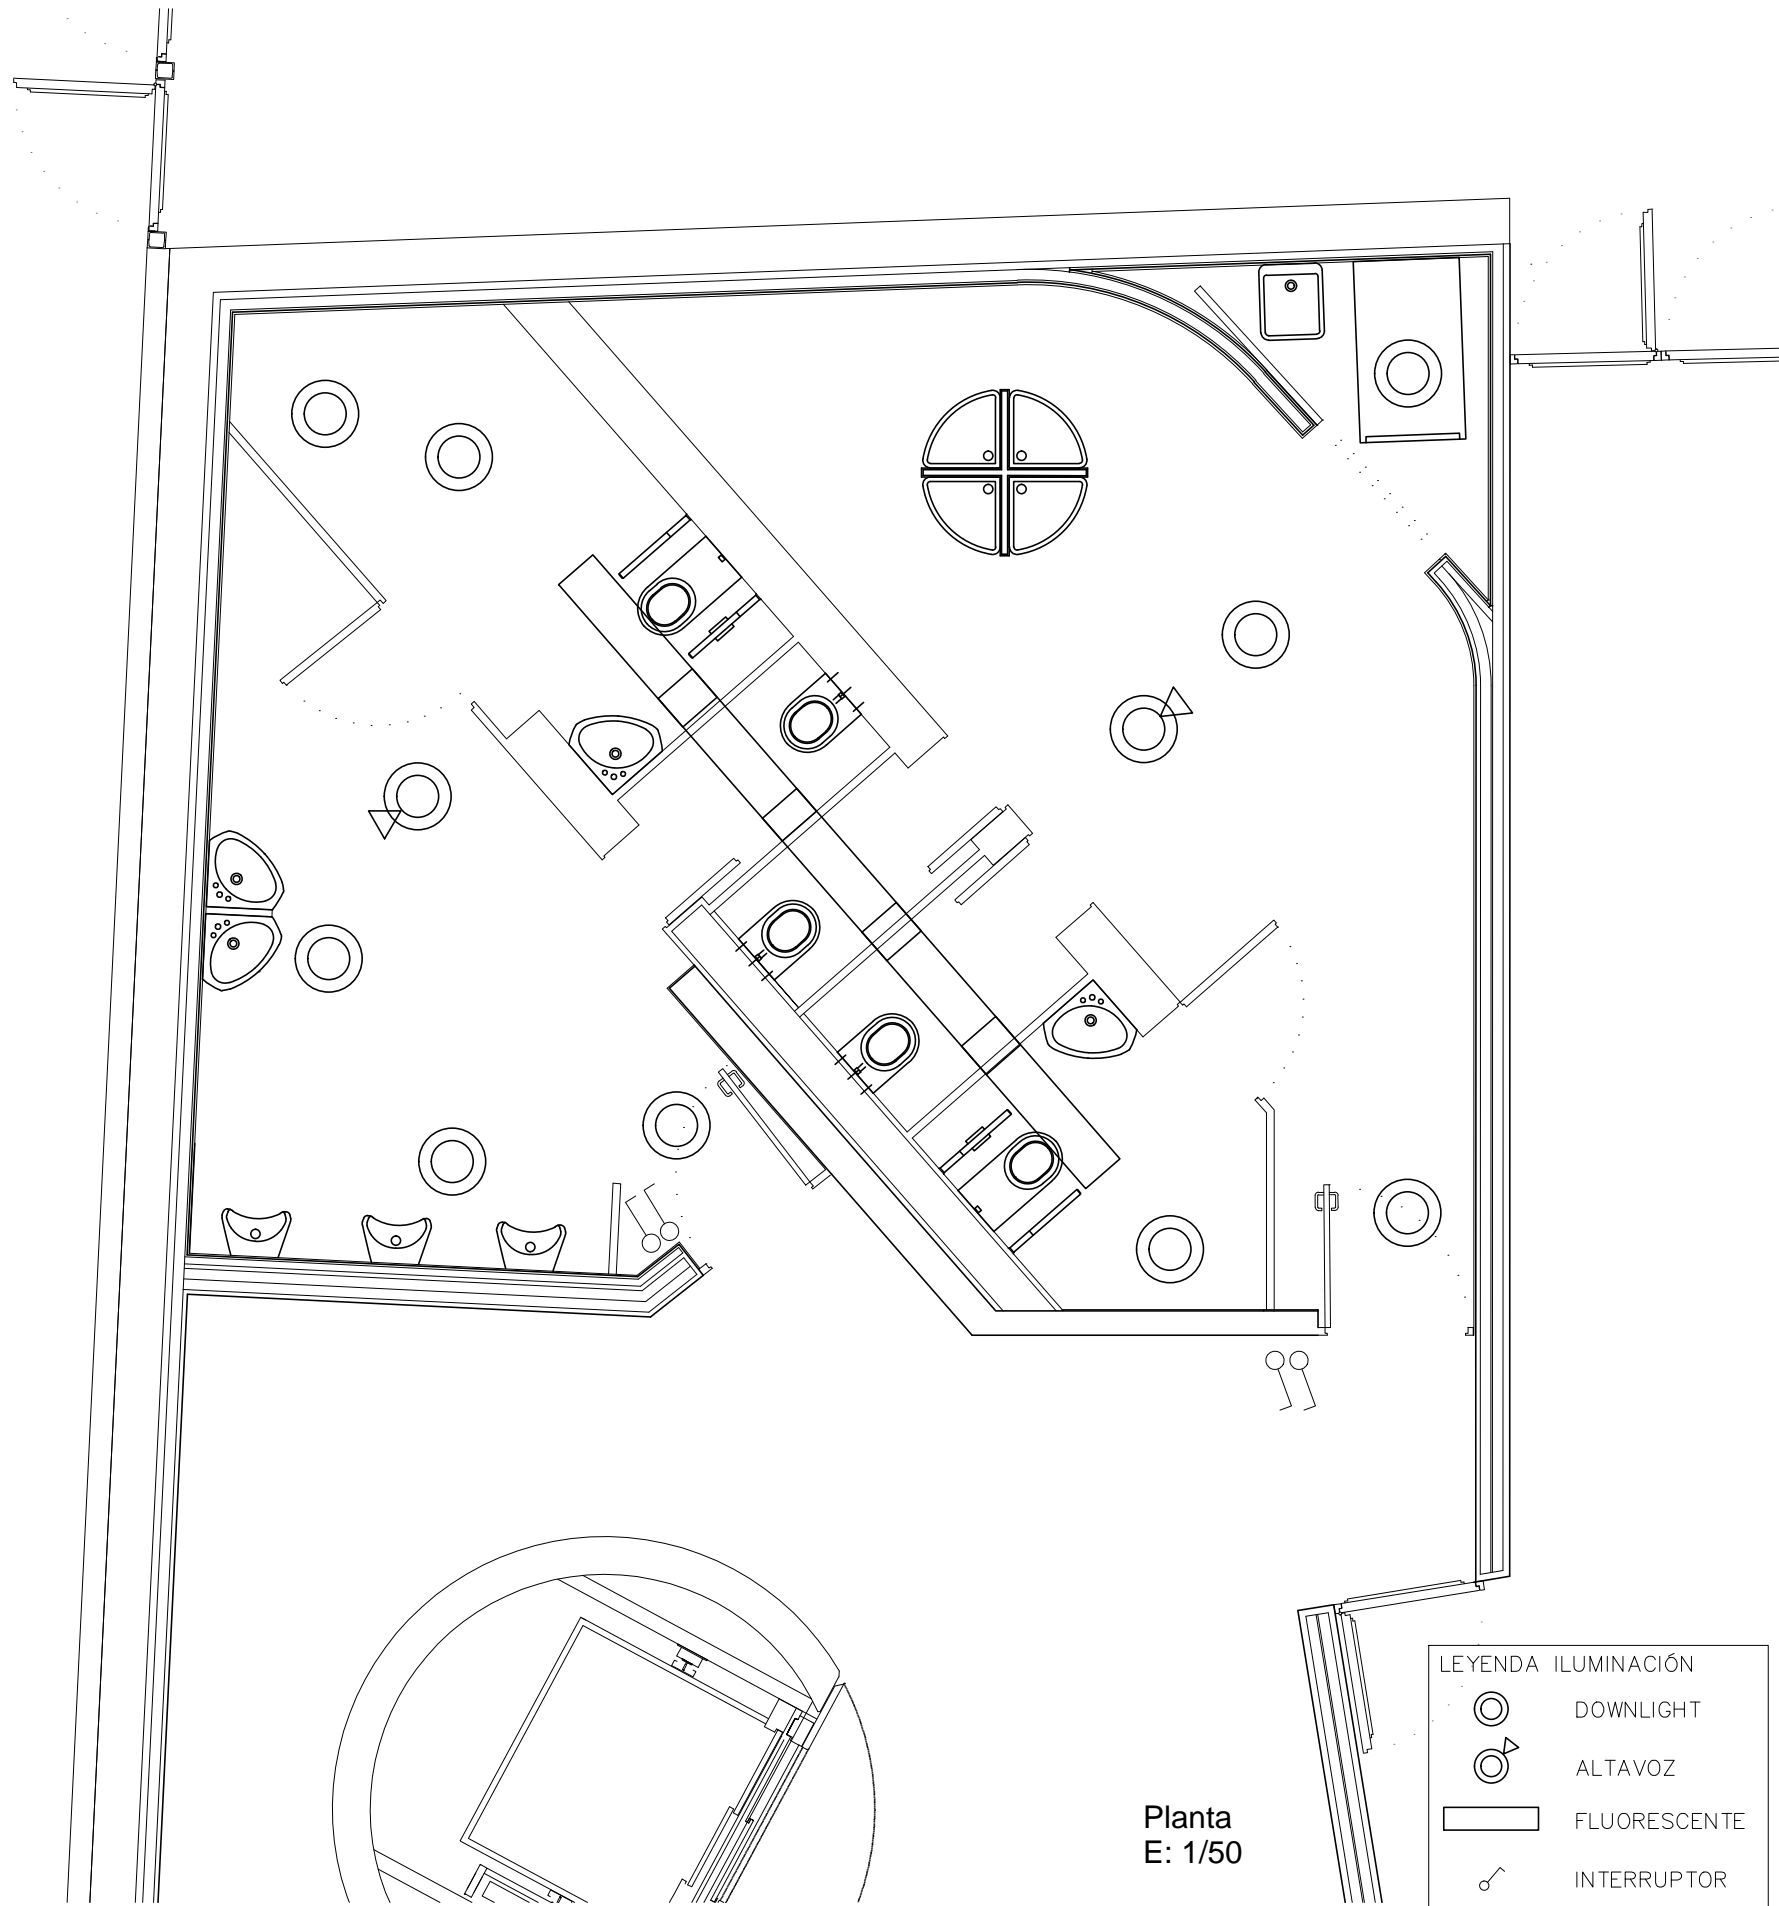 LEYENDA ILUMINACIÓN
DOWNLIGHT
ALTAVOZ
FLUORESCENTE
INTERRUPTOR
Planta
E: 1/50